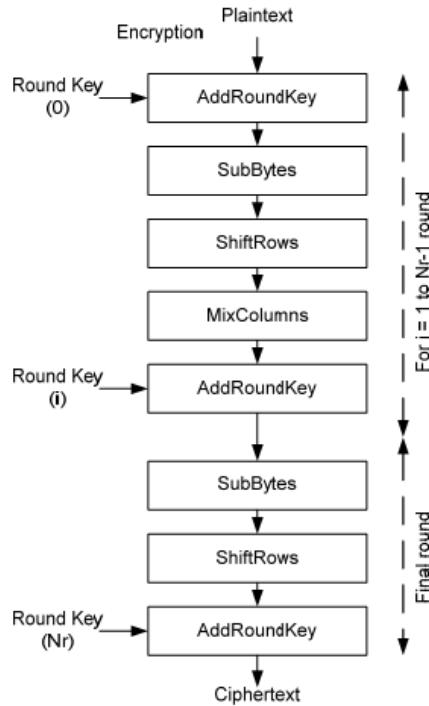 Plaintext
Encryption
Round Key
(0)
AddRoundKey
SubBytes
ShiftRows
MixColumns
Round Key
(i)
AddRoundKey
For i = 1 to Nr-1 round
SubBytes
ShiftRows
Round Key
(Nr)
AddRoundKey
Final round
Ciphertext